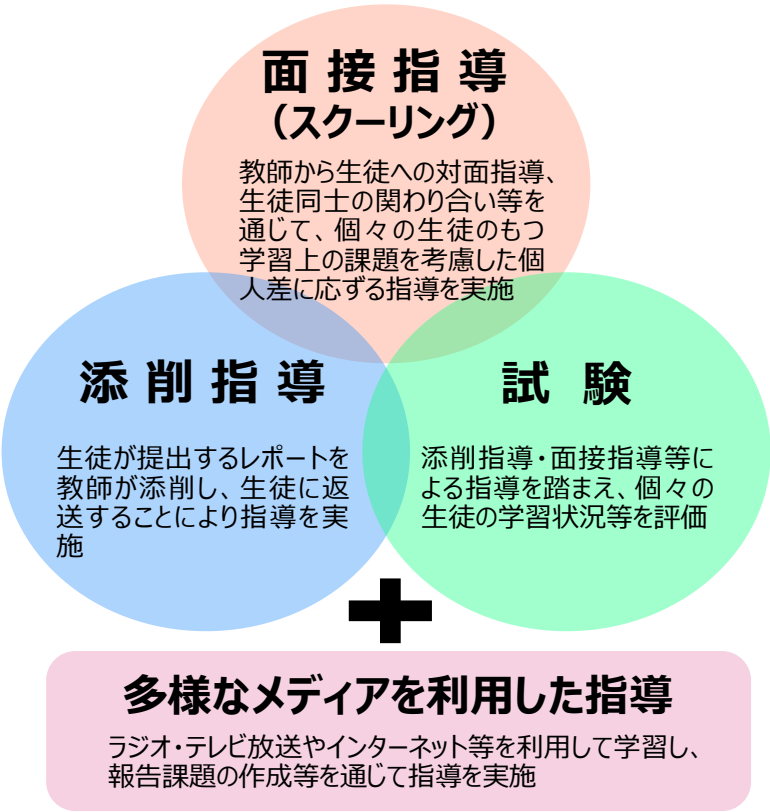 面接指導
(スクーリング)
教師から生徒への対面指導、
生徒同士の関わり合い等を
通じて、個々の生徒のもつ
学習上の課題を考慮した個
人差に応ずる指導を実施
添削指導
生徒が提出するレポートを
教師が添削し、生徒に返
送することにより指導を実
施
試験
添削指導・面接指導等に
よる指導を踏まえ、個々の
生徒の学習状況等を評価
多様なメディアを利用した指導
ラジオ・テレビ放送やインターネット等を利用して学習し、
報告課題の作成等を通じて指導を実施